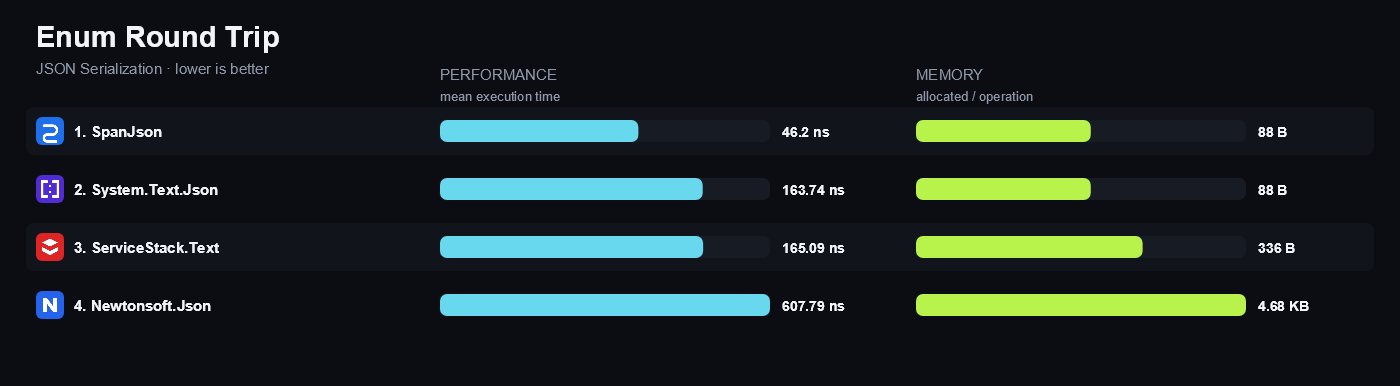 Enum Round Trip
JSON Serialization · lower is better
PERFORMANCE
mean execution time
MEMORY
allocated / operation
1. SpanJson 46.2 ns 88 B
2. System.Text.Json 163.74 ns 88 B
3. ServiceStack.Text 165.09 ns 336 B
N 4. Newtonsoft.Json 607.79 ns 4.68 KB